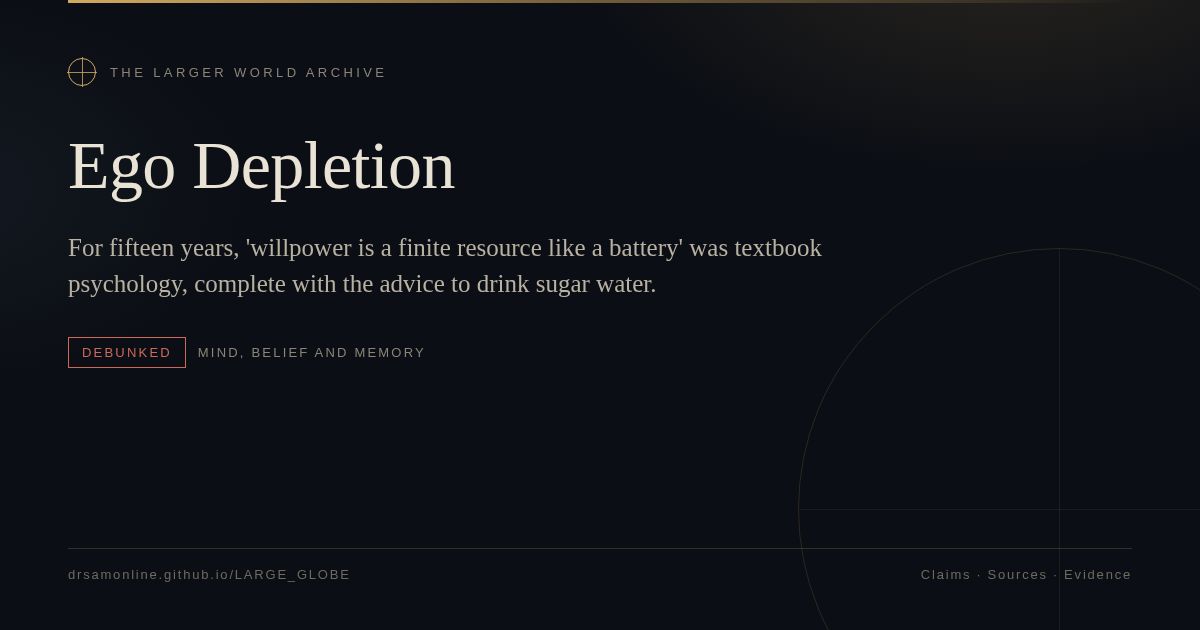 THE LARGER WORLD ARCHIVE
Ego Depletion
For fifteen years, 'willpower is a finite resource like a battery' was textbook
psychology, complete with the advice to drink sugar water.
DEBUNKED MIND, BELIEF AND MEMORY
drsamonline.github.io/LARGE_GLOBE Claims · Sources · Evidence